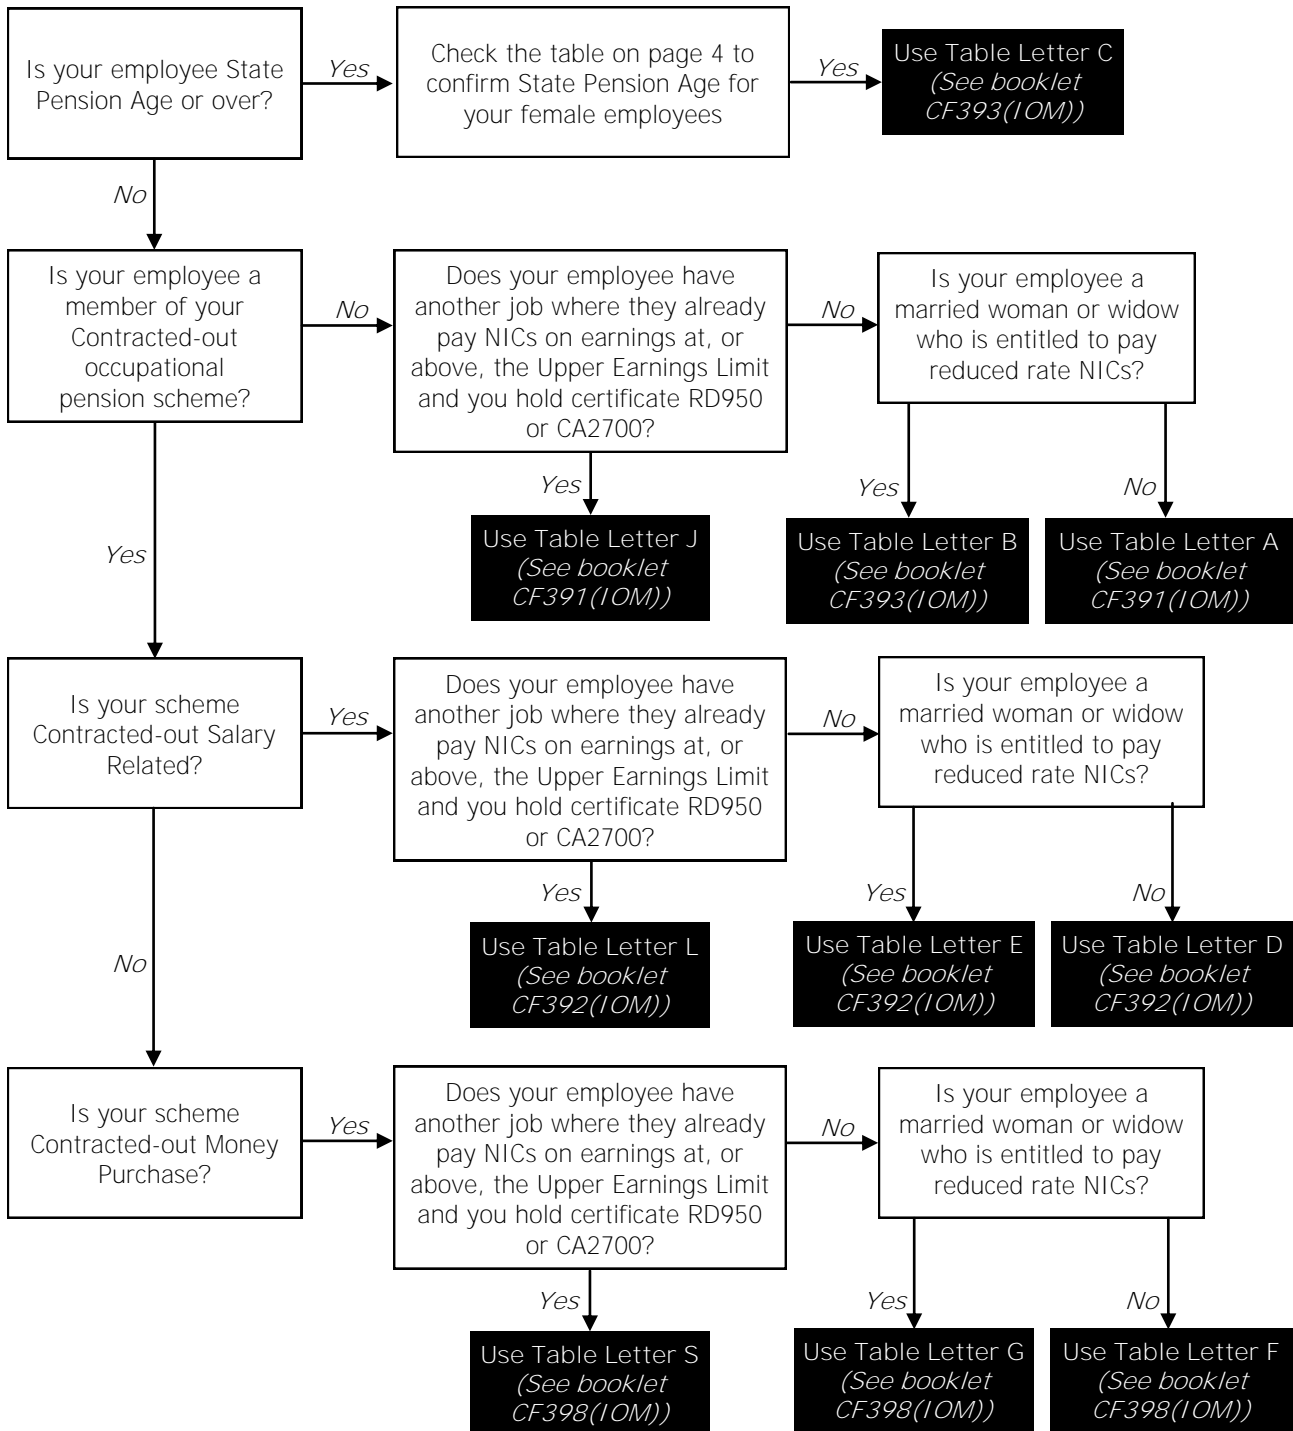 Is your employee State
Pension Age or over?
Yes
Check the table on page 4 to
confirm State Pension Age for
your female employees
Yes
Use Table Letter C
(See booklet
CF393(IOM))
No
Is your employee a
member of your
Contracted-out
occupational
pension scheme?
No
Does your employee have
another job where they already
pay NICs on earnings at, or
above, the Upper Earnings Limit
and you hold certificate RD950
or CA2700?
No
Is your employee a
married woman or widow
who is entitled to pay
reduced rate NICs?
Yes
Yes
Yes
No
Use Table Letter J
(See booklet
CF391(IOM))
Use Table Letter B
(See booklet
CF393(IOM))
Use Table Letter A
(See booklet
CF391(IOM))
Is your scheme
Contracted-out Salary
Related?
Yes
Does your employee have
another job where they already
pay NICs on earnings at, or
above, the Upper Earnings Limit
and you hold certificate RD950
or CA2700?
No
Is your employee a
married woman or widow
who is entitled to pay
reduced rate NICs?
No
Yes
Yes
No
Use Table Letter L
(See booklet
CF392(IOM))
Use Table Letter E
(See booklet
CF392(IOM))
Use Table Letter D
(See booklet
CF392(IOM))
Is your scheme
Contracted-out Money
Purchase?
Yes
Does your employee have
another job where they already
pay NICs on earnings at, or
above, the Upper Earnings Limit
and you hold certificate RD950
or CA2700?
No
Is your employee a
married woman or widow
who is entitled to pay
reduced rate NICs?
Yes
Yes
No
Use Table Letter S
(See booklet
CF398(IOM))
Use Table Letter G
(See booklet
CF398(IOM))
Use Table Letter F
(See booklet
CF398(IOM))